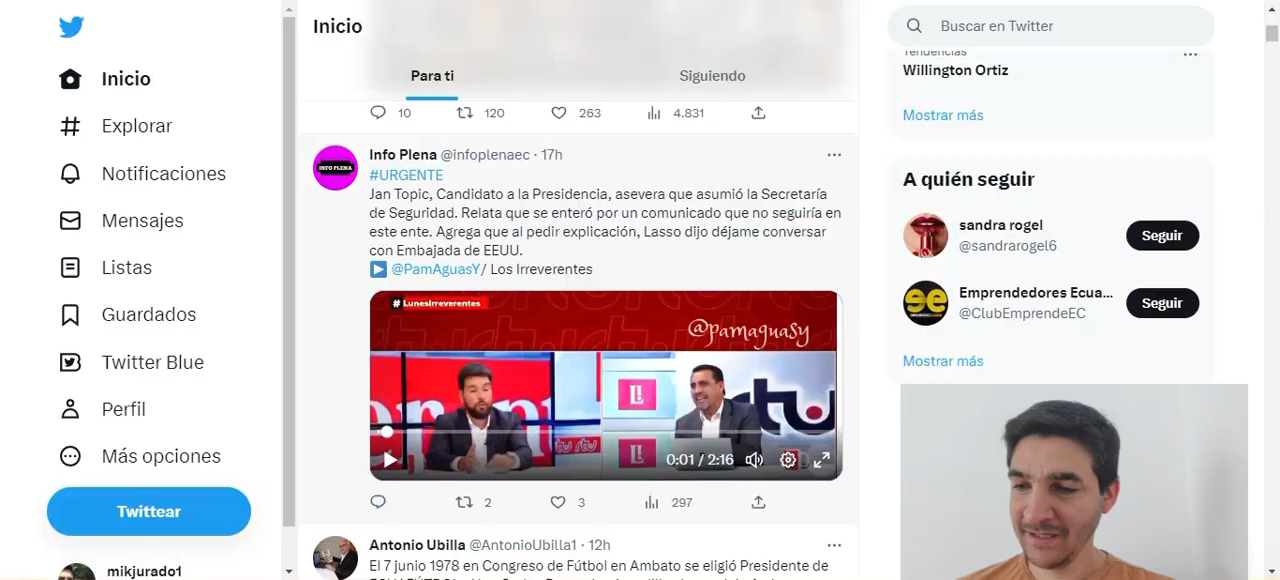 Inicio
Explorar
Notificaciones
Mensajes
Listas
Guardados
Twitter Blue
Perfil
Más opciones
Twittear
mikjurado1
Inicio
Para ti
Siguiendo
10
120
263
4.831
INFO PLENA
Info Plena @infoplenaec · 17h
#URGENTE
Jan Topic, Candidato a la Presidencia, asevera que asumió la Secretaría
de Seguridad. Relata que se enteró por un comunicado que no seguiría en
este ente. Agrega que al pedir explicación, Lasso dijo déjame conversar
con Embajada de EEUU.
@PamAguasY/ Los Irreverentes
# LunesIrreverentes
@pamaguasy
L!
rtu
rtu rtu
L!
0:01 / 2:16
2
3
297
Antonio Ubilla @AntonioUbilla1 · 12h
El 7 junio 1978 en Congreso de Fútbol en Ambato se eligió Presidente de
Buscar en Twitter
Tendencias
Willington Ortiz
Mostrar más
A quién seguir
sandra rogel
@sandrarogel6
Seguir
ee
Emprendedores Ecua...
@ClubEmprendeEC
Seguir
Mostrar más